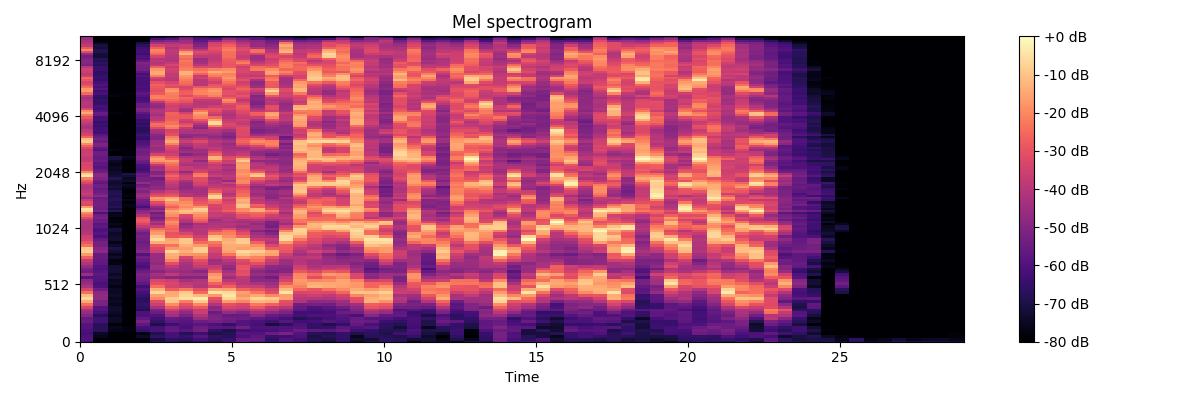 Mel spectrogram
8192
4096
2048
1024
512
0
Hz
0 5 10 15 20 25
Time
+0 dB
-10 dB
-20 dB
-30 dB
-40 dB
-50 dB
-60 dB
-70 dB
-80 dB